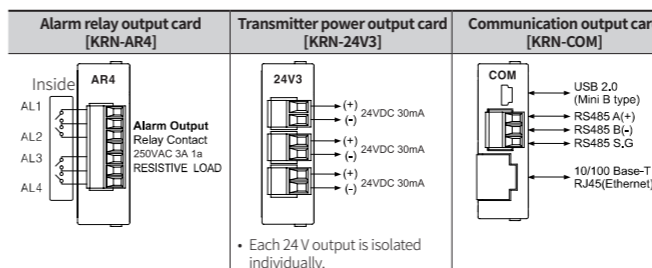 Alarm relay output card
[KRN-AR4]
Transmitter power output card
[KRN-24V3]
Communication output car
[KRN-COM]
Inside
AR4
AL1
AL2
AL3
AL4
Alarm Output
Relay Contact
250VAC 3A 1a
RESISTIVE LOAD
24V3
(+)
(-)
24VDC 30mA
(+)
(-)
24VDC 30mA
(+)
(-)
24VDC 30mA
• Each 24 V output is isolated
individually.
COM
USB 2.0
(Mini B type)
RS485 A(+)
RS485 B(-)
RS485 S.G
10/100 Base-T
RJ45(Ethernet)